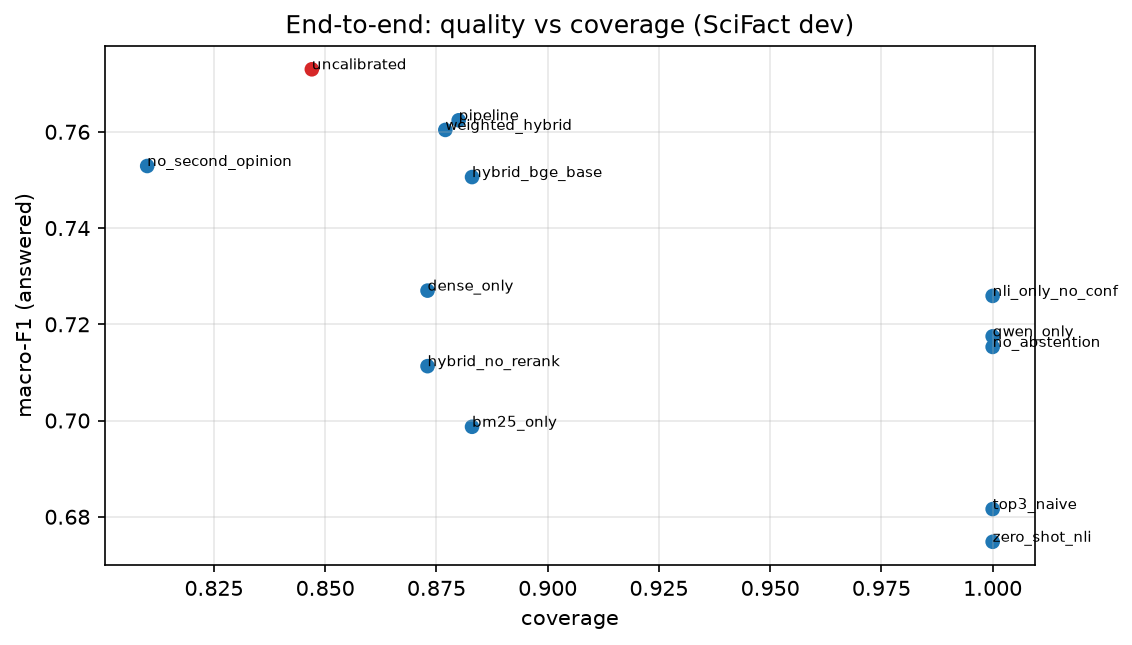 End-to-end: quality vs coverage (SciFact dev)
macro-F1 (answered)
0.76
0.74
0.72
0.70
0.68
uncalibrated
pipeline
weighted_hybrid
no_second_opinion
hybrid_bge_base
dense_only
nli_only_no_conf
qwen_only
no_abstention
hybrid_no_rerank
bm25_only
top3_naive
zero_shot_nli
0.825 0.850 0.875 0.900 0.925 0.950 0.975 1.000
coverage